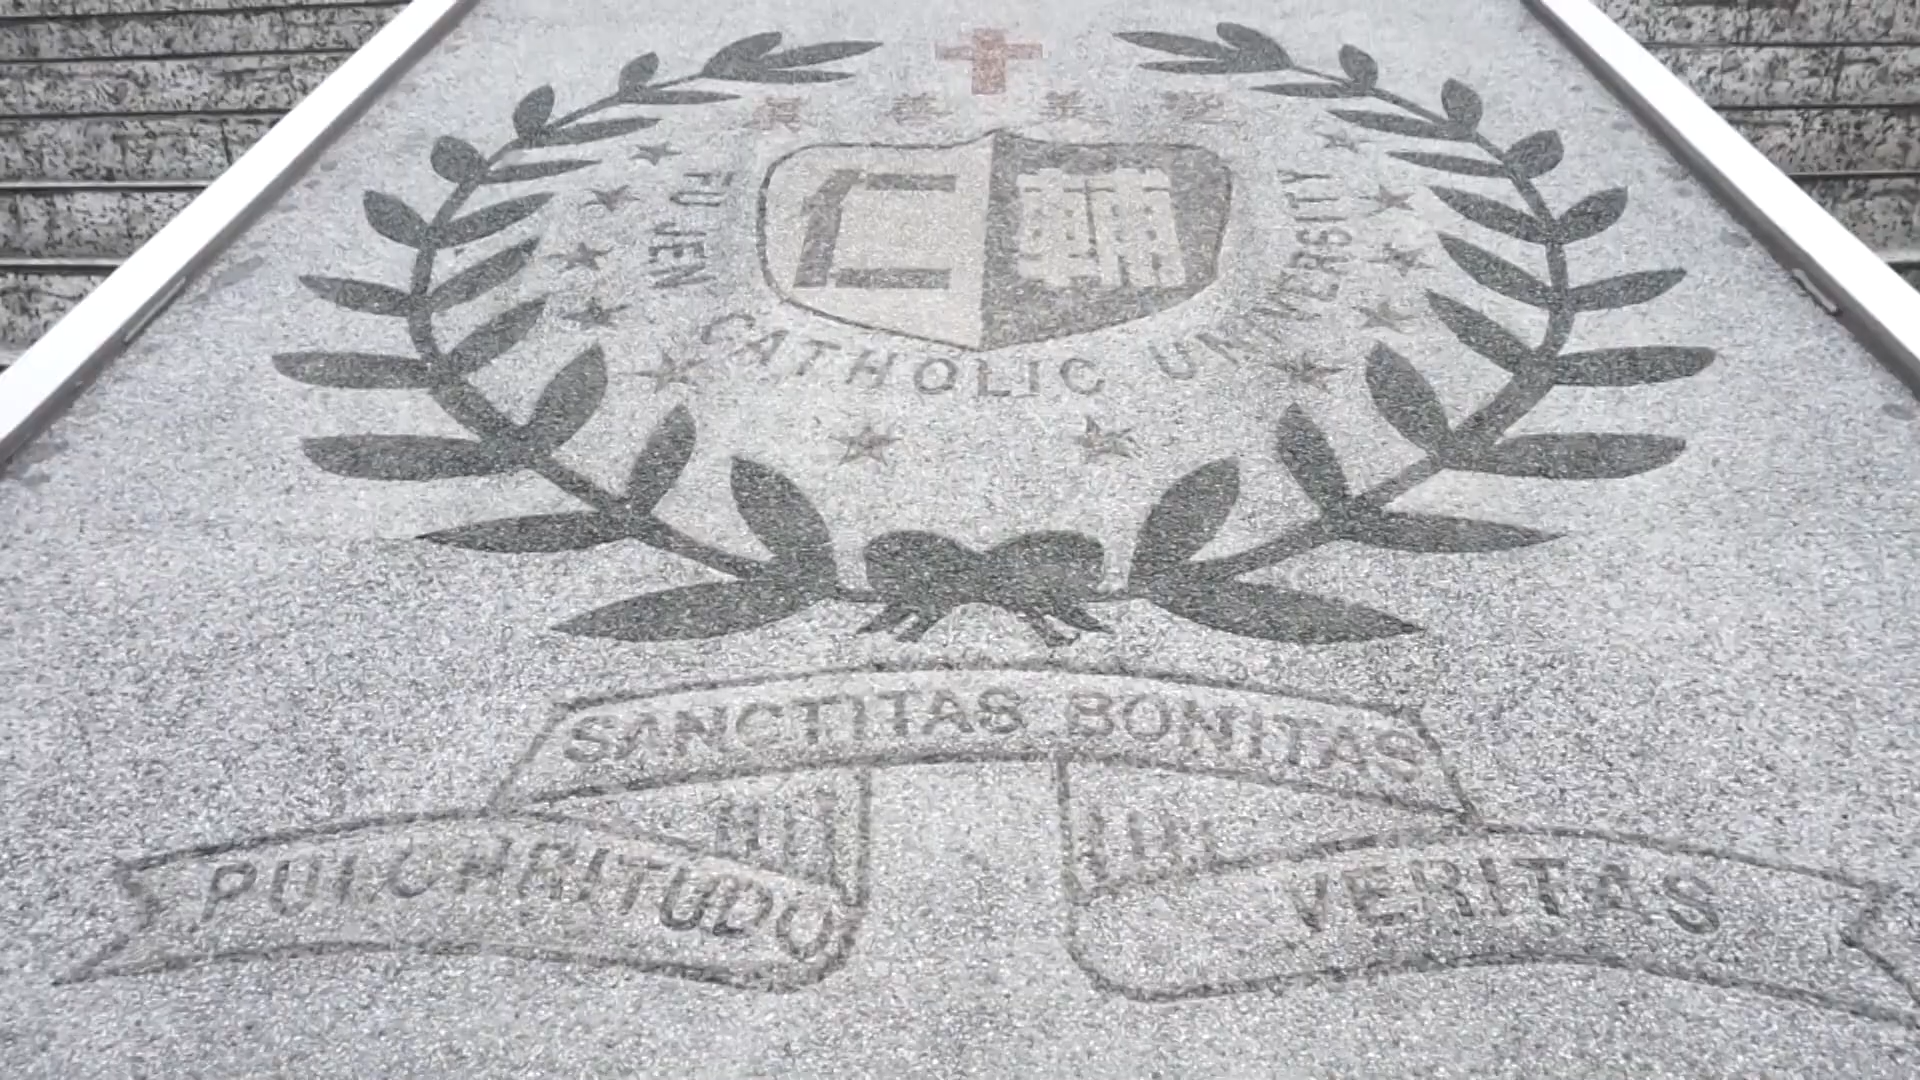 真 善 美 聖
仁 輔
FU JEN CATHOLIC UNIVERSITY
SANCTITAS BONITAS
PULCHRITUDO VERITAS